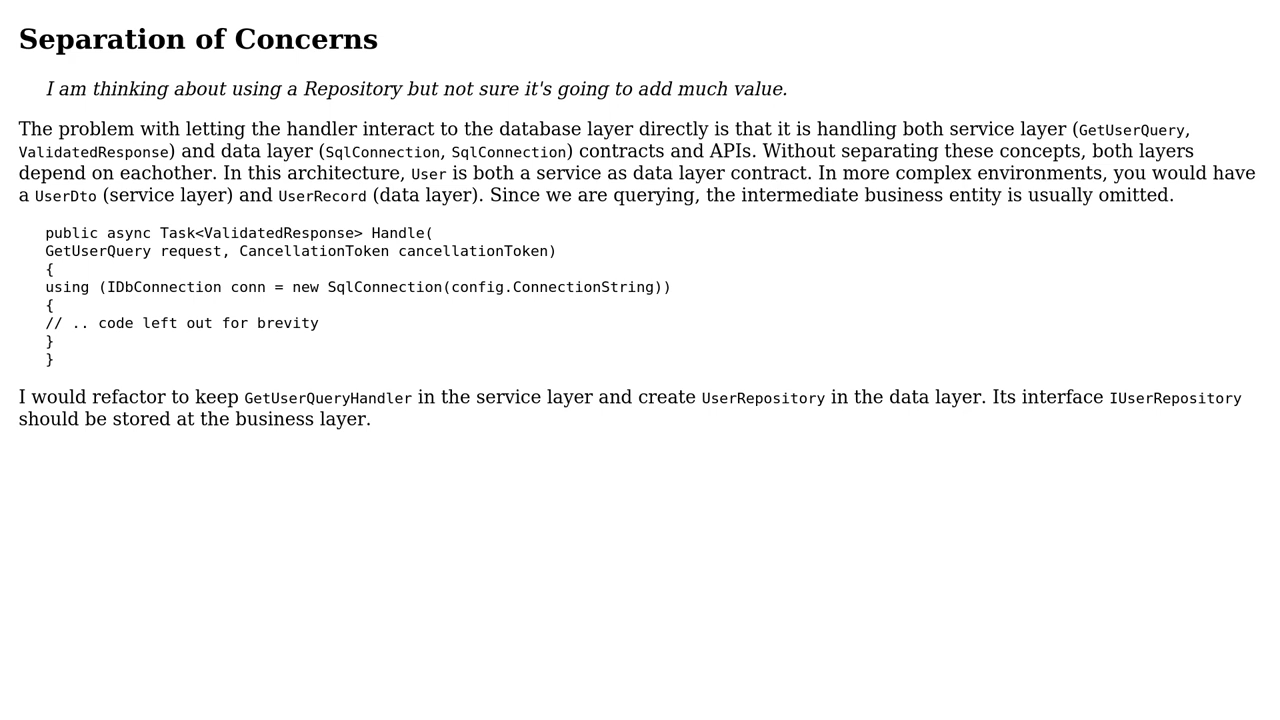 Separation of Concerns
I am thinking about using a Repository but not sure it's going to add much value.
The problem with letting the handler interact to the database layer directly is that it is handling both service layer (GetUserQuery,
ValidatedResponse) and data layer (SqlConnection, SqlConnection) contracts and APIs. Without separating these concepts, both layers
depend on eachother. In this architecture, User is both a service as data layer contract. In more complex environments, you would have
a UserDto (service layer) and UserRecord (data layer). Since we are querying, the intermediate business entity is usually omitted.
public async Task<ValidatedResponse> Handle(
GetUserQuery request, CancellationToken cancellationToken)
{
using (IDbConnection conn = new SqlConnection(config.ConnectionString))
{
// .. code left out for brevity
}
}
I would refactor to keep GetUserQueryHandler in the service layer and create UserRepository in the data layer. Its interface IUserRepository
should be stored at the business layer.